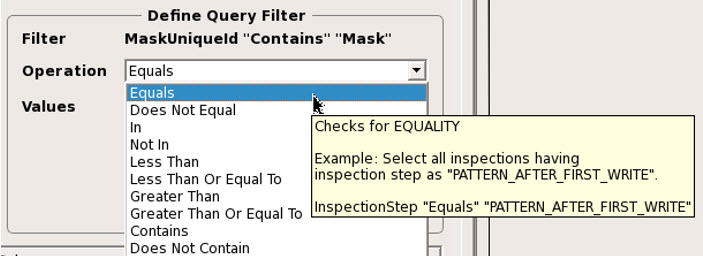 Define Query Filter
Filter MaskUniqueId "Contains" "Mask"
Operation Equals
Values
Equals
Does Not Equal
In
Not In
Less Than
Less Than Or Equal To
Greater Than
Greater Than Or Equal To
Contains
Does Not Contain
Checks for EQUALITY
Example: Select all inspections having
inspection step as "PATTERN_AFTER_FIRST_WRITE".
InspectionStep "Equals" "PATTERN_AFTER_FIRST_WRITE"